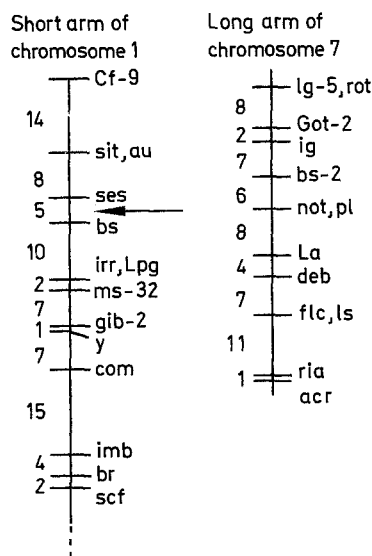 Short arm of
chromosome 1
Cf-9
14
sit,au
8
ses
5
bs
10
irr,Lpg
2
ms-32
7
gib-2
1
y
7
com
15
imb
4
br
2
scf
Long arm of
chromosome 7
lg-5,rot
8
Got-2
2
ig
7
bs-2
6
not,pl
8
La
4
deb
7
flc,ls
11
ria
1
acr